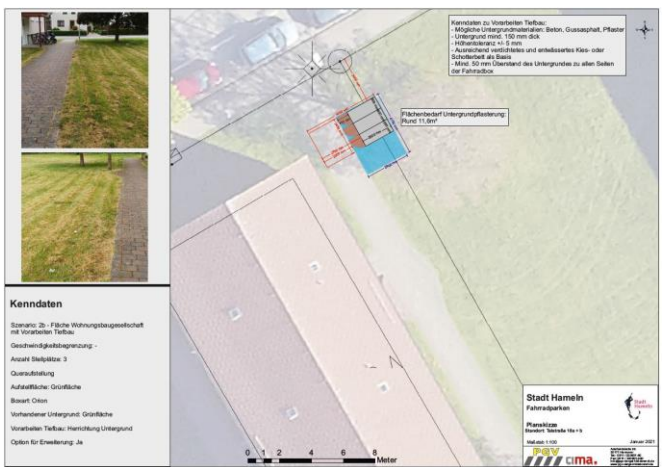 Kenndaten zu Vorarbeiten Tiefbau:
- Mögliche Untergrundmaterialien: Beton, Gussasphalt, Pflaster
- Untergrund mind. 150 mm dick
- Höhentoleranz +/- 5 mm
- Ausreichend verdichtetes und entwässertes Kies- oder
Schotterbett als Basis
- Mind. 50 mm Überstand des Untergrundes zu allen Seiten
der Fahrradbox
Flächenbedarf Untergrundpflasterung:
Rund 11,6m²
Kenndaten
Szenario: 2b - Fläche Wohnungsbaugesellschaft
mit Vorarbeiten Tiefbau
Geschwindigkeitsbegrenzung: -
Anzahl Stellplätze: 3
Queraufstellung
Aufstellfläche: Grünfläche
Boxart: Orion
Vorhandener Untergrund: Grünfläche
Vorarbeiten Tiefbau: Herrichtung Untergrund
Option für Erweiterung: Ja
0 1 2 4 6 8
Meter
Stadt Hameln
Fahrradparken
Stadt
Hameln
Planskizze
Maßstab: 1:100
Januar 2021
PGV cima.